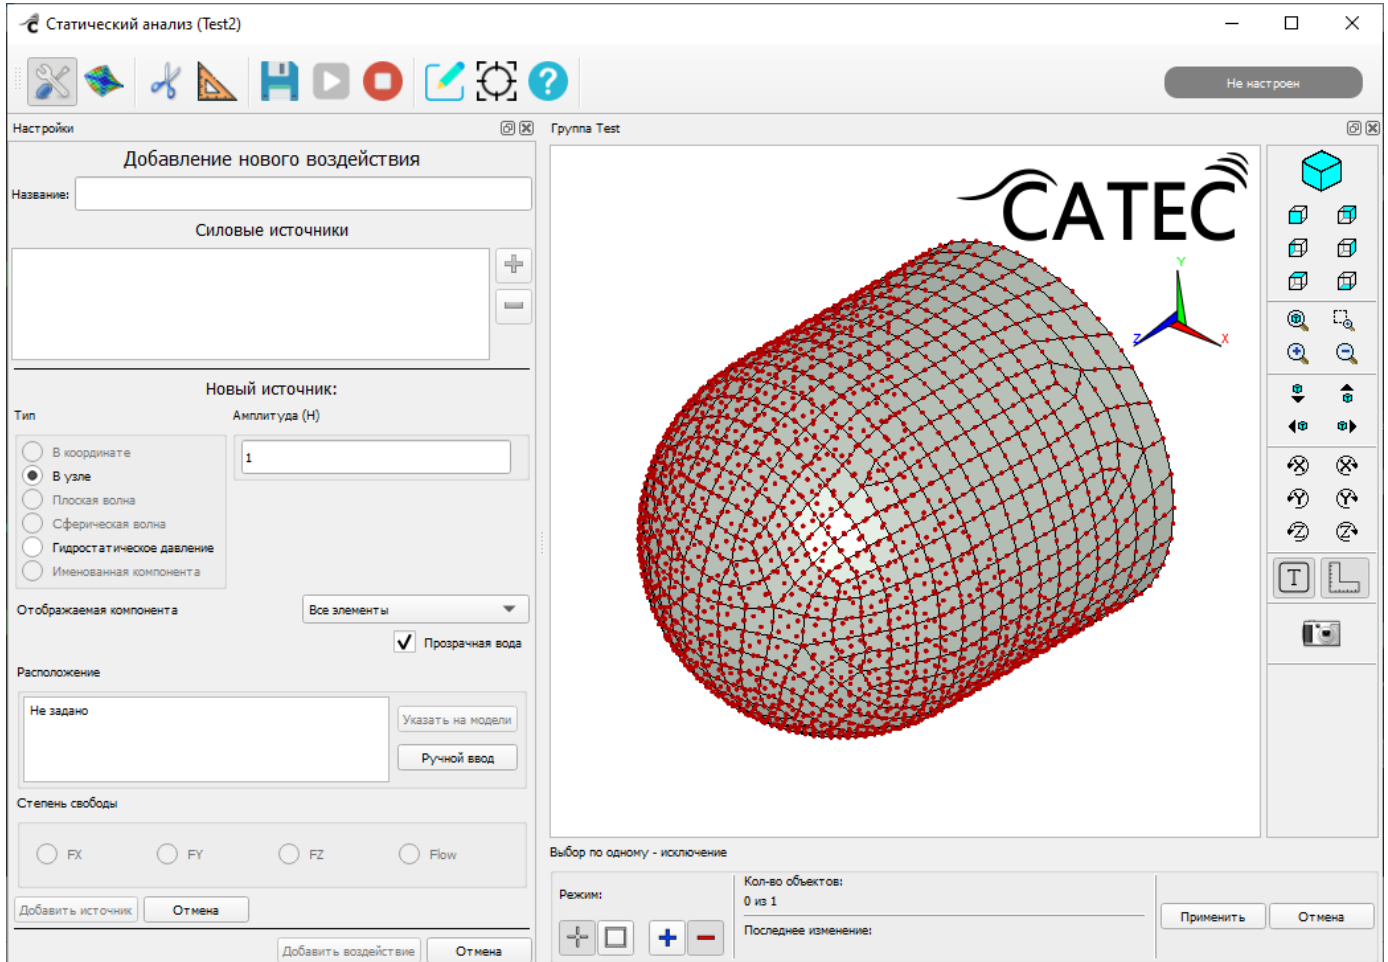 Статический анализ (Test2)
Не настроен
Настройки
Группа Test
Добавление нового воздействия
Название:
Силовые источники
Новый источник:
Тип
Амплитуда (Н)
В координате
1
В узле
Плоская волна
Сферическая волна
Гидростатическое давление
Именованная компонента
Отображаемая компонента
Все элементы
Прозрачная вода
Расположение
Не задано
Указать на модели
Ручной ввод
Степень свободы
FX
FY
FZ
Flow
Добавить источник
Отмена
Добавить воздействие
Отмена
CATEC
Y
Z
X
X
X
Y
Y
Z
Z
T
Выбор по одному - исключение
Режим:
Кол-во объектов:
0 из 1
Последнее изменение:
Применить
Отмена